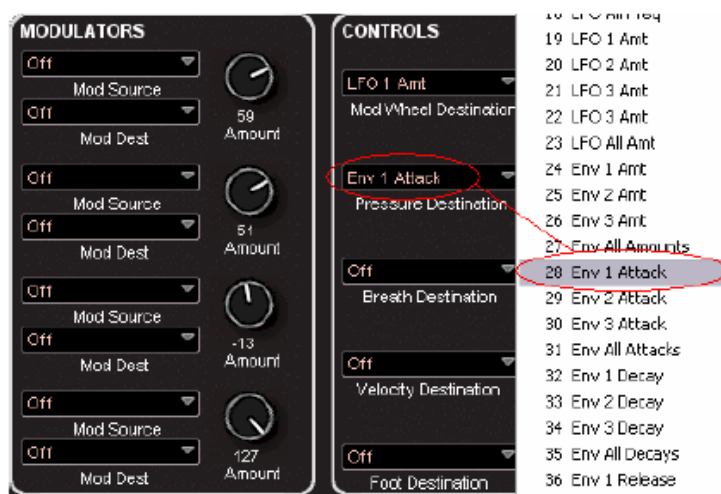 MODULATORS
Off
Mod Source
Off
Mod Dest
59
Amount
Off
Mod Source
Off
Mod Dest
51
Amount
Off
Mod Source
Off
Mod Dest
-13
Amount
Off
Mod Source
Off
Mod Dest
127
Amount
CONTROLS
LFO 1 Amt
Mod Wheel Destination
Env 1 Attack
Pressure Destination
Off
Breath Destination
Off
Velocity Destination
Off
Foot Destination
19 LFO 1 Amt
20 LFO 2 Amt
21 LFO 3 Amt
22 LFO 3 Amt
23 LFO All Amt
24 Env 1 Amt
25 Env 2 Amt
26 Env 3 Amt
27 Env All Amounts
28 Env 1 Attack
29 Env 2 Attack
30 Env 3 Attack
31 Env All Attacks
32 Env 1 Decay
33 Env 2 Decay
34 Env 3 Decay
35 Env All Decays
36 Env 1 Release